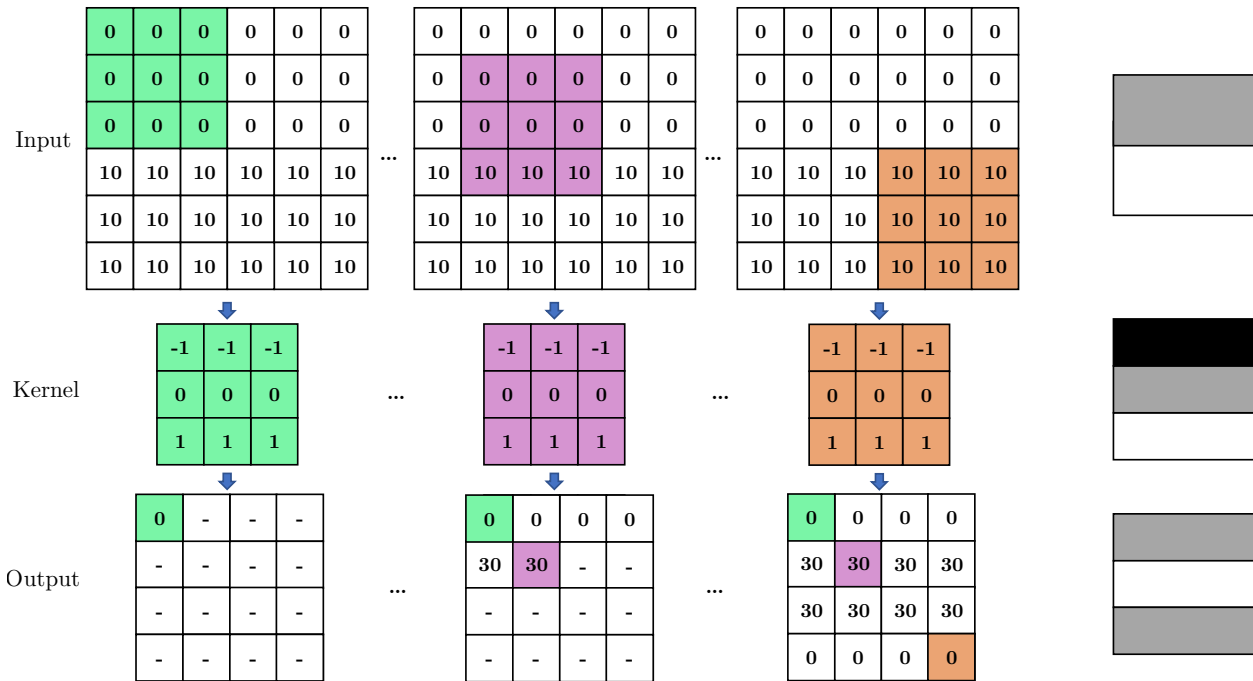 0 0 0 0 0 0 0 0 0 0 0 0 0 0 0 0 0 0
0 0 0 0 0 0 0 0 0 0 0 0 0 0 0 0 0 0
Input 0 0 0 0 0 0 0 0 0 0 0 0 0 0 0 0 0 0
10 10 10 10 10 10 ... 10 10 10 10 10 10 ... 10 10 10 10 10 10
10 10 10 10 10 10 10 10 10 10 10 10 10 10 10 10 10 10
10 10 10 10 10 10 10 10 10 10 10 10 10 10 10 10 10 10
-1 -1 -1 -1 -1 -1 -1 -1 -1
Kernel 0 0 0 ... 0 0 0 ... 0 0 0
1 1 1 1 1 1 1 1 1
0 - - - 0 0 0 0 0 0 0 0
- - - - 30 30 - - 30 30 30 30
Output ... ...
- - - - - - - - 30 30 30 30
- - - - - - - - 0 0 0 0